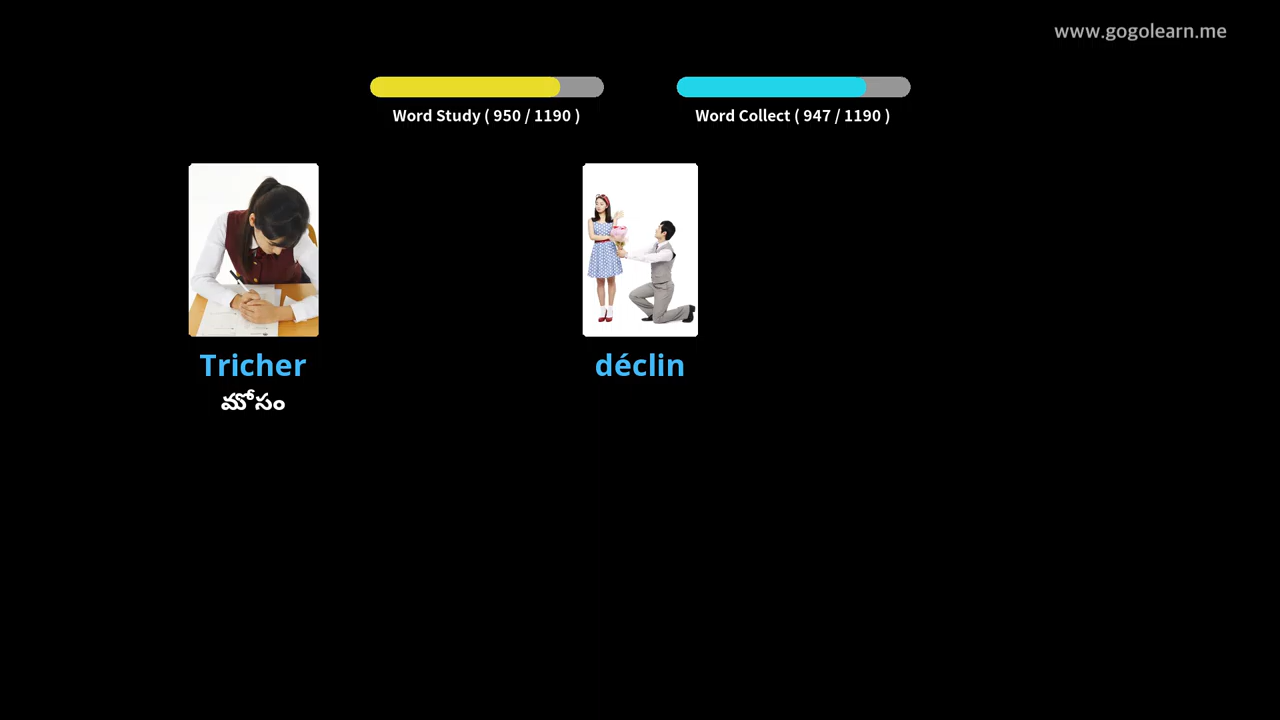 www.gogolearn.me
Word Study ( 950 / 1190 )
Word Collect ( 947 / 1190 )
Tricher
మోసం
déclin